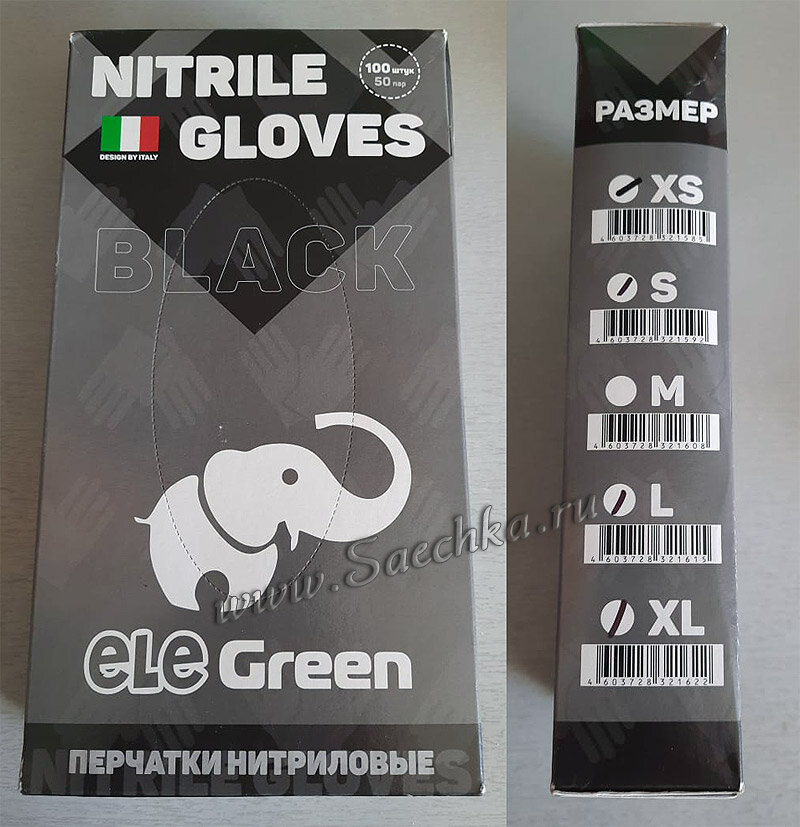 NITRILE
GLOVES
100 штук
50 пар
DESIGN BY ITALY
BLACK
eLe Green
ПЕРЧАТКИ НИТРИЛОВЫЕ
NITRILE GLOVES
www.Saechka.ru
РАЗМЕР
XS
4 603728 321585
S
4 603728 321592
M
4 603728 321608
L
4 603728 321615
XL
4 603728 321622